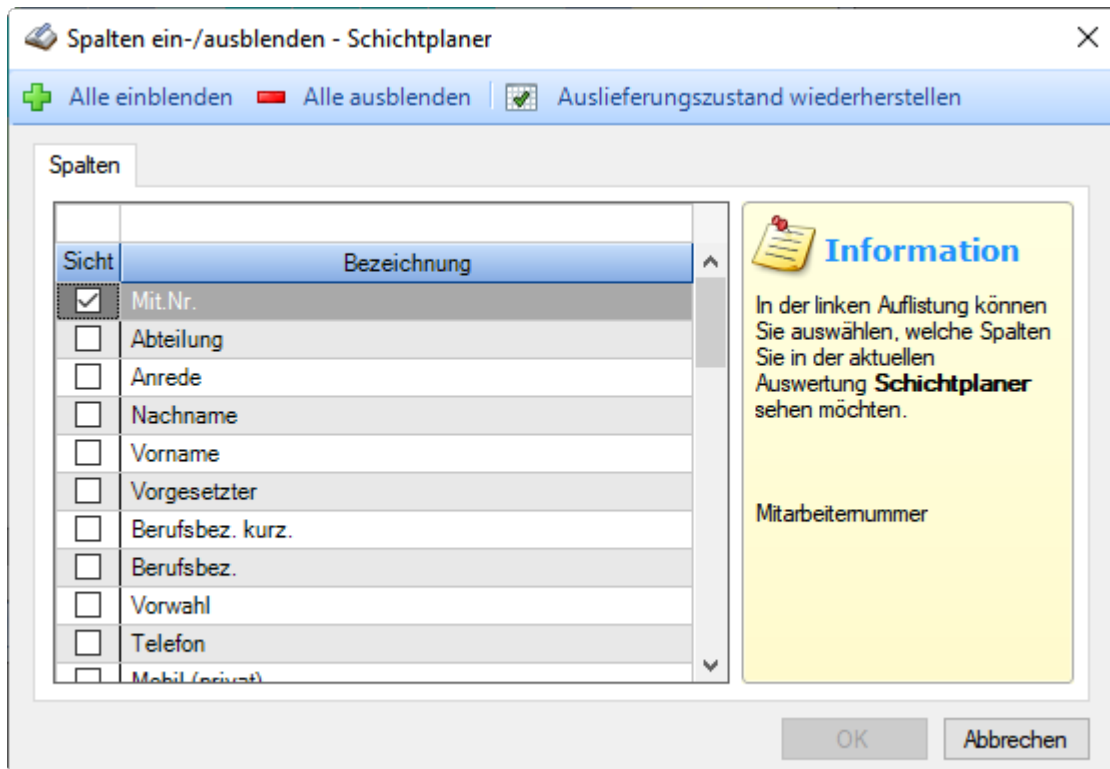 Spalten ein-/ausblenden - Schichtplaner
Alle einblenden Alle ausblenden Auslieferungszustand wiederherstellen
Spalten
Sicht Bezeichnung
Mit.Nr.
Abteilung
Anrede
Nachname
Vorname
Vorgesetzter
Berufsbez. kurz.
Berufsbez.
Vorwahl
Telefon
Mobil (privat)
Information
In der linken Auflistung können
Sie auswählen, welche Spalten
Sie in der aktuellen
Auswertung Schichtplaner
sehen möchten.
Mitarbeiternummer
OK Abbrechen